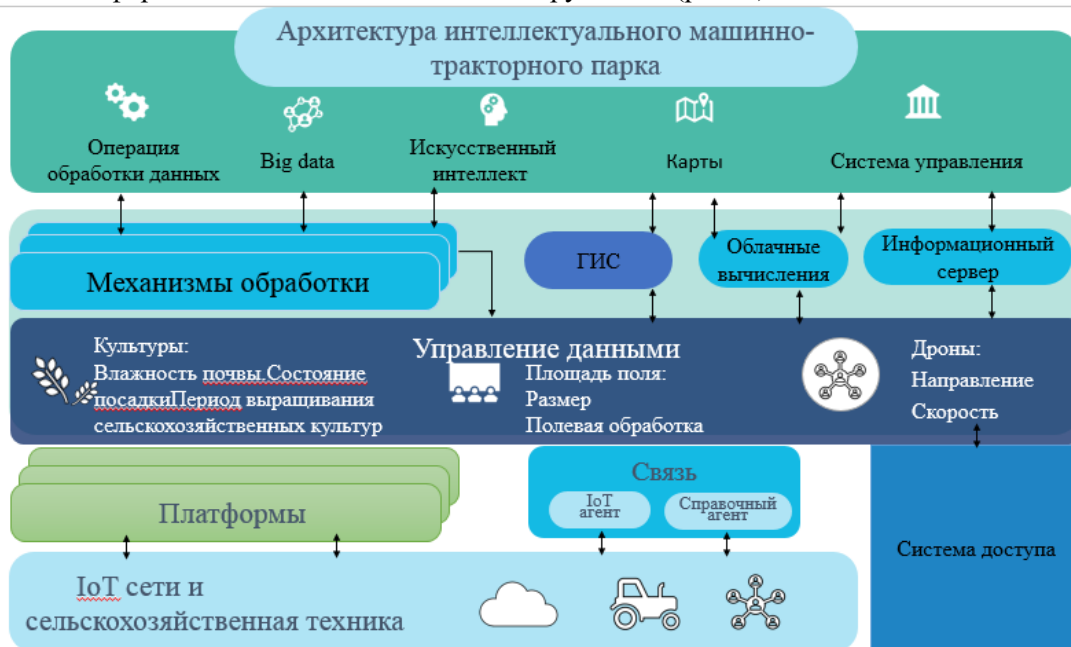 Архитектура интеллектуального машинно-
тракторного парка
Операция
обработки данных
Big data
Искусственный
интеллект
Карты
Система управления
Механизмы обработки
ГИС
Облачные
вычисления
Информационный
сервер
Управление данными
Культуры:
Влажность почвы.Состояние
посадкиПериод выращивания
сельскохозяйственных культур
Площадь поля:
Размер
Полевая обработка
Дроны:
Направление
Скорость
Платформы
Связь
IoT
агент
Справочный
агент
Система доступа
IoT сети и
сельскохозяйственная техника